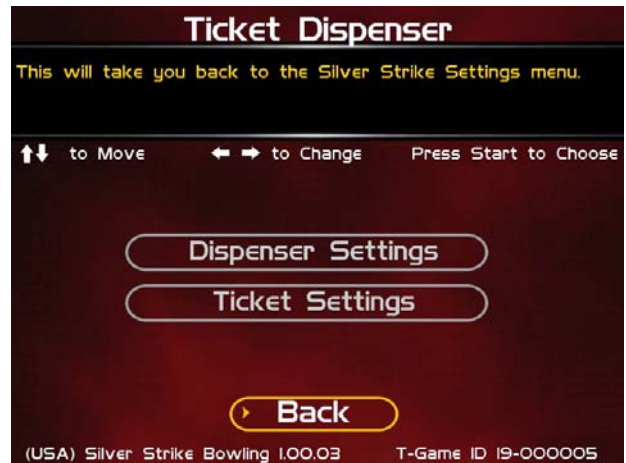 Ticket Dispenser
This will take you back to the Silver Strike Settings menu.
to Move to Change Press Start to Choose
Dispenser Settings
Ticket Settings
Back
(USA) Silver Strike Bowling 1.00.03 T-Game ID 19-000005